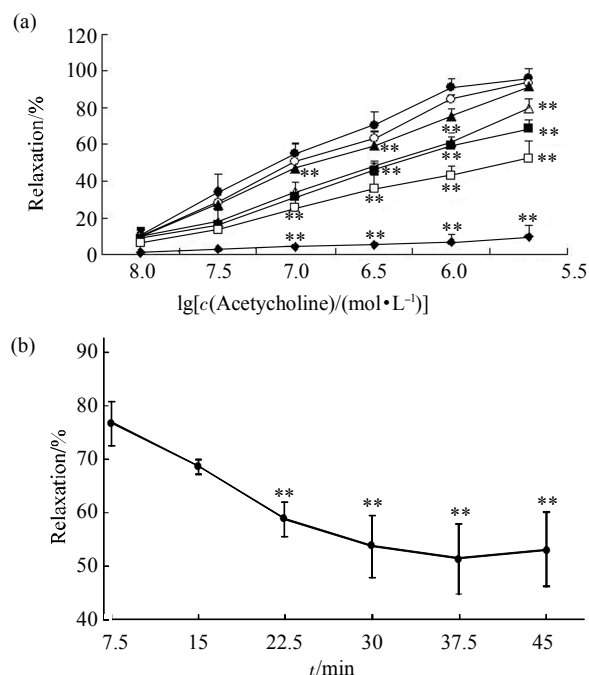 (a)
120
100
80
60
40
20
0
Relaxation/%
** ** ** ** ** ** ** ** ** ** ** ** ** ** ** **
8.0 7.5 7.0 6.5 6.0 5.5
lg[c(Acetycholine)/(mol•L⁻¹)]
(b)
90
80
70
60
50
40
Relaxation/%
** ** ** **
7.5 15 22.5 30 37.5 45
t/min